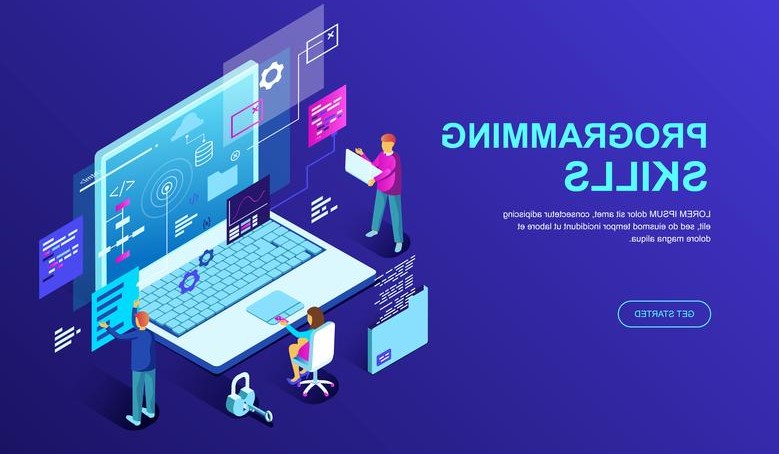 PROGRAMMING
SKILLS
LOREM IPSUM dolor sit amet, consectetur adipiscing
elit, sed, do eiusmod tempor incididunt ut labore et
dolore magna aliqua.
GET STARTED